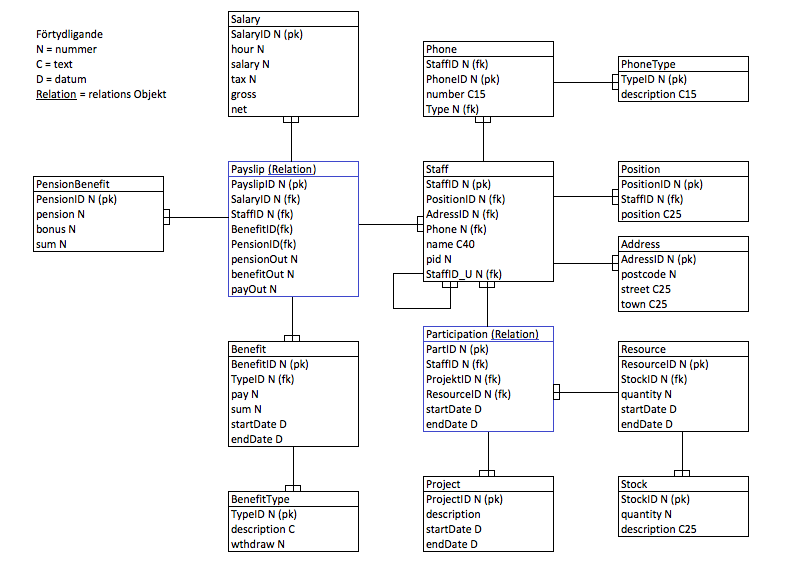 Förtydligande
N = nummer
C = text
D = datum
Relation = relations Objekt
Salary
SalaryID N (pk)
hour N
salary N
tax N
gross
net
Phone
StaffID N (fk)
PhoneID N (pk)
number C15
Type N (fk)
PhoneType
TypeID N (pk)
description C15
PensionBenefit
PensionID N (pk)
pension N
bonus N
sum N
Payslip (Relation)
PayslipID N (pk)
SalaryID N (fk)
StaffID N (fk)
BenefitID(fk)
PensionID(fk)
pensionOut N
benefitOut N
payOut N
Staff
StaffID N (pk)
PositionID N (fk)
AdressID N (fk)
Phone N (fk)
name C40
pid N
StaffID_U N (fk)
Position
PositionID N (pk)
StaffID N (fk)
position C25
Address
AdressID N (pk)
postcode N
street C25
town C25
Benefit
BenefitID N (pk)
TypeID N (fk)
pay N
sum N
startDate D
endDate D
Participation (Relation)
PartID N (pk)
StaffID N (fk)
ProjektID N (fk)
ResourceID N (fk)
startDate D
endDate D
Resource
ResourceID N (pk)
StockID N (fk)
quantity N
startDate D
endDate D
BenefitType
TypeID N (pk)
description C
wthdraw N
Project
ProjectID N (pk)
description
startDate D
endDate D
Stock
StockID N (pk)
quantity N
description C25